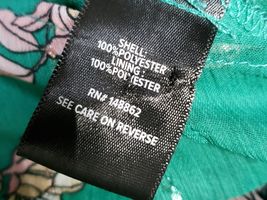 SHELL:
100%POLYESTER
LINING :
100%POLYESTER
RN# 148862
SEE CARE ON REVERSE